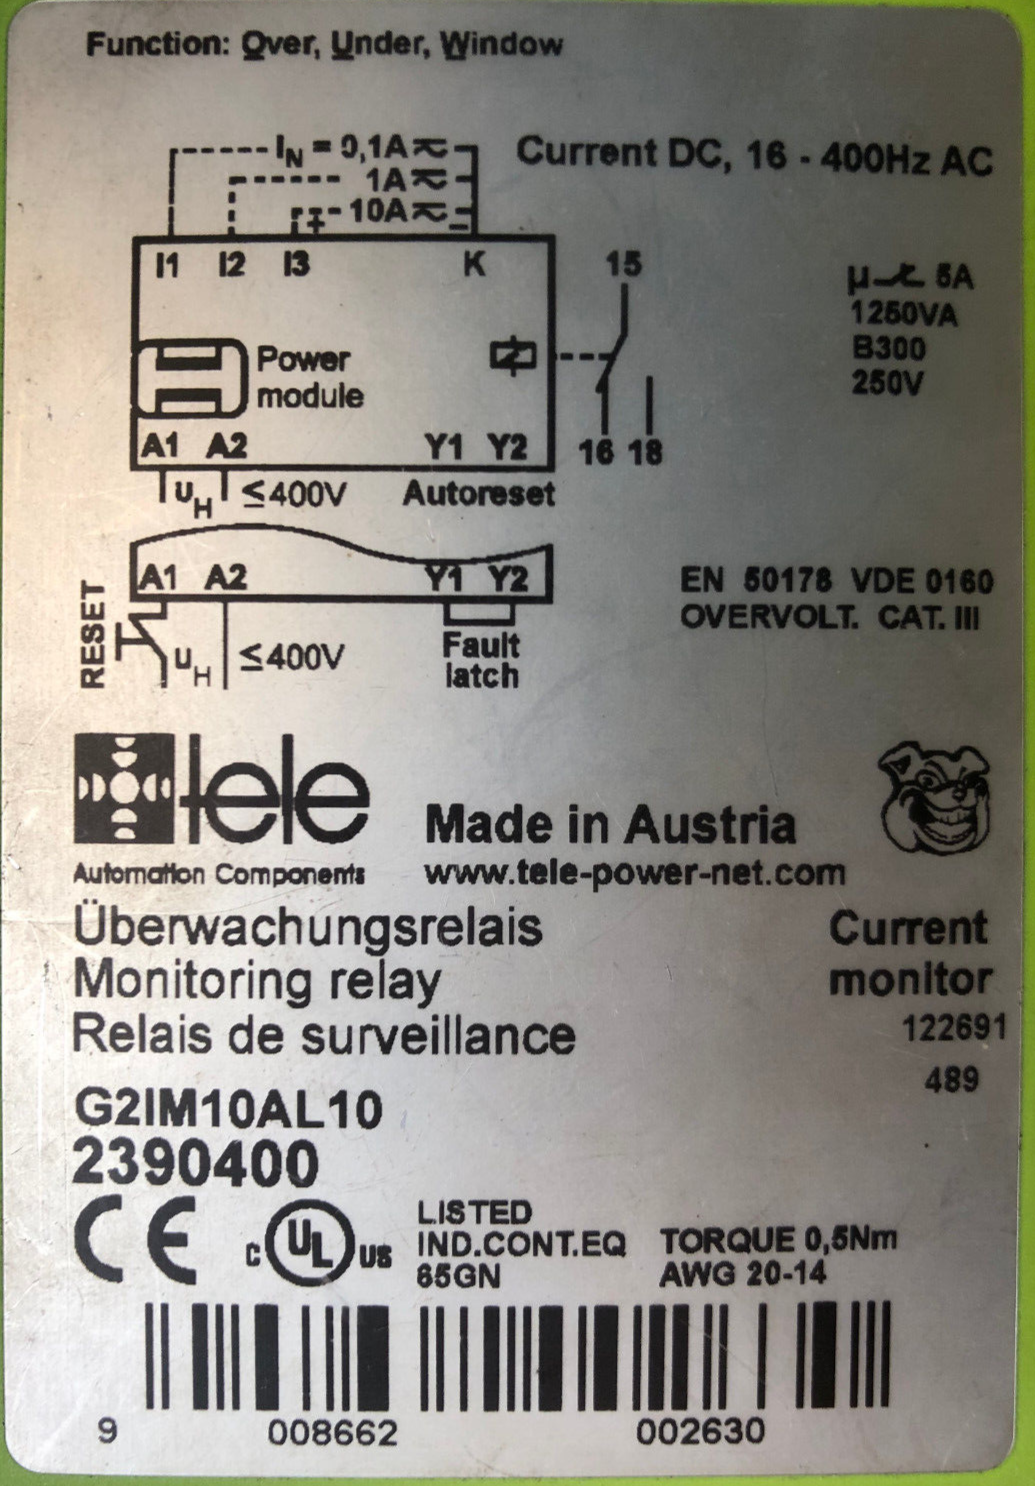 Function: Over, Under, Window
IN = 0,1A
1A
10A
Current DC, 16 - 400Hz AC
I1 I2 I3 K
15
µ 5A
1250VA
B300
250V
Power
module
A1 A2 Y1 Y2
16 18
UH ≤400V Autoreset
A1 A2 Y1 Y2
RESET
UH ≤400V
Fault
latch
EN 50178 VDE 0160
OVERVOLT. CAT. III
tele
Automation Components
Made in Austria
www.tele-power-net.com
Überwachungsrelais
Monitoring relay
Relais de surveillance
Current
monitor
122691
489
G2IM10AL10
2390400
CE
C UL US
LISTED
IND.CONT.EQ
65GN
TORQUE 0,5Nm
AWG 20-14
9 008662 002630